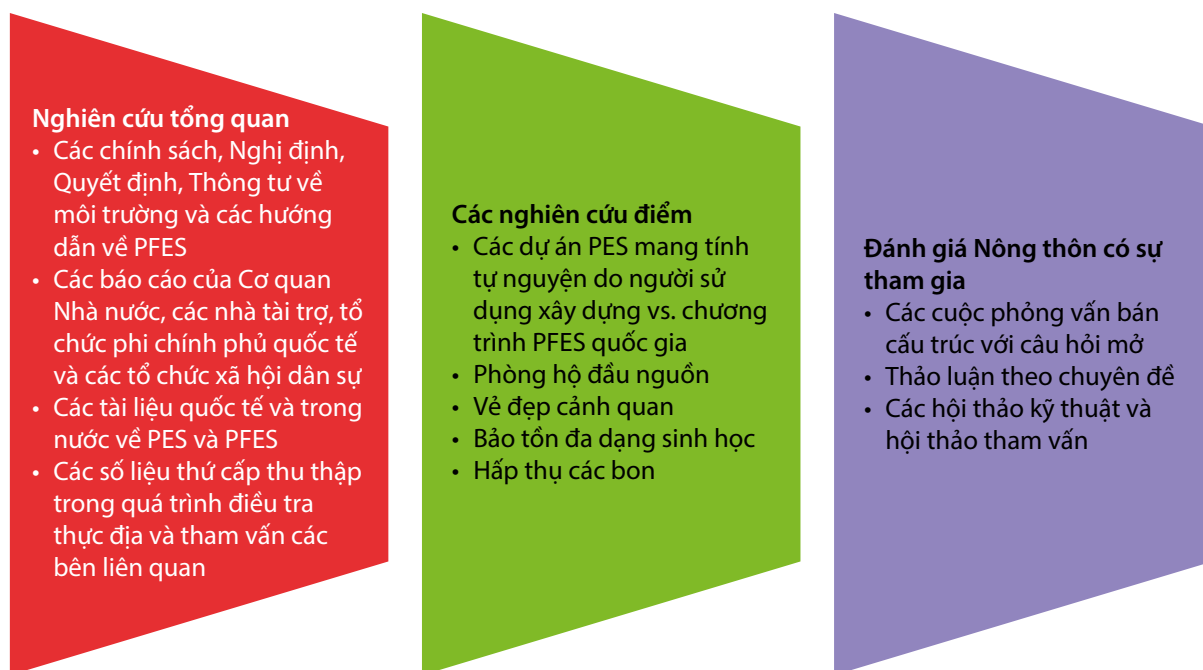 Nghiên cứu tổng quan
• Các chính sách, Nghị định,
Quyết định, Thông tư về
môi trường và các hướng
dẫn về PFES
• Các báo cáo của Cơ quan
Nhà nước, các nhà tài trợ, tổ
chức phi chính phủ quốc tế
và các tổ chức xã hội dân sự
• Các tài liệu quốc tế và trong
nước về PES và PFES
• Các số liệu thứ cấp thu thập
trong quá trình điều tra
thực địa và tham vấn các
bên liên quan
Các nghiên cứu điểm
• Các dự án PES mang tính
tự nguyện do người sử
dụng xây dựng vs. chương
trình PFES quốc gia
• Phòng hộ đầu nguồn
• Vẻ đẹp cảnh quan
• Bảo tồn đa dạng sinh học
• Hấp thụ các bon
Đánh giá Nông thôn có sự
tham gia
• Các cuộc phỏng vấn bán
cấu trúc với câu hỏi mở
• Thảo luận theo chuyên đề
• Các hội thảo kỹ thuật và
hội thảo tham vấn